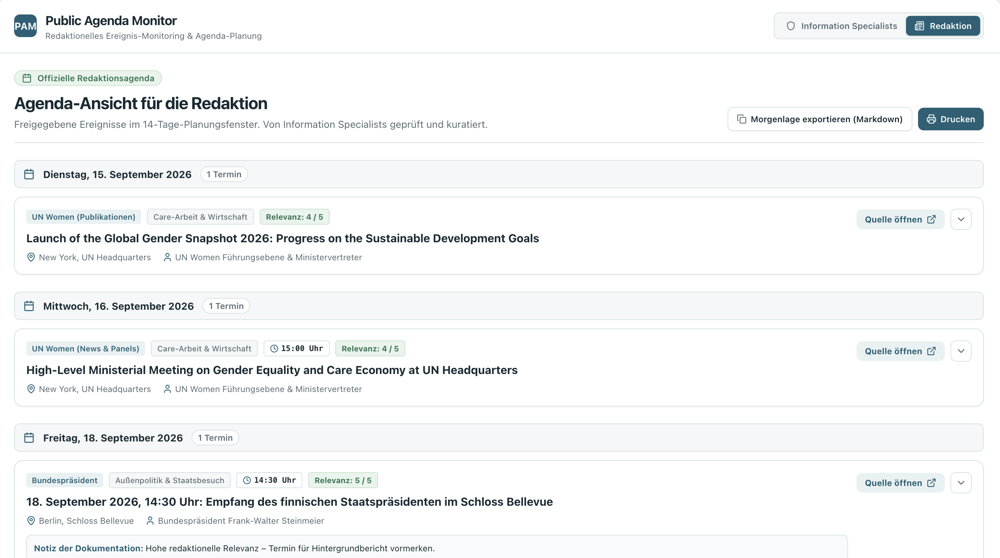 PAM
Public Agenda Monitor
Redaktionelles Ereignis-Monitoring & Agenda-Planung
Information Specialists
Redaktion
Offizielle Redaktionsagenda
Agenda-Ansicht für die Redaktion
Freigegebene Ereignisse im 14-Tage-Planungsfenster. Von Information Specialists geprüft und kuratiert.
Morgenlage exportieren (Markdown)
Drucken
Dienstag, 15. September 2026 1 Termin
UN Women (Publikationen) Care-Arbeit & Wirtschaft Relevanz: 4 / 5
Quelle öffnen
Launch of the Global Gender Snapshot 2026: Progress on the Sustainable Development Goals
New York, UN Headquarters UN Women Führungsebene & Ministervertreter
Mittwoch, 16. September 2026 1 Termin
UN Women (News & Panels) Care-Arbeit & Wirtschaft 15:00 Uhr Relevanz: 4 / 5
Quelle öffnen
High-Level Ministerial Meeting on Gender Equality and Care Economy at UN Headquarters
New York, UN Headquarters UN Women Führungsebene & Ministervertreter
Freitag, 18. September 2026 1 Termin
Bundespräsident Außenpolitik & Staatsbesuch 14:30 Uhr Relevanz: 5 / 5
Quelle öffnen
18. September 2026, 14:30 Uhr: Empfang des finnischen Staatspräsidenten im Schloss Bellevue
Berlin, Schloss Bellevue Bundespräsident Frank-Walter Steinmeier
Notiz der Dokumentation: Hohe redaktionelle Relevanz – Termin für Hintergrundbericht vormerken.